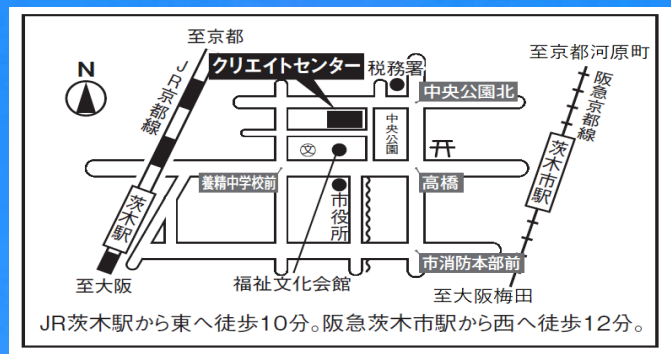 至京都
至京都河原町
N
クリエイトセンター
税務署
JR京都線
阪急京都線
中央公園北
中央公園
文
茨木市駅
養精中学校前
高橋
茨木駅
市役所
市消防本部前
至大阪
福祉文化会館
至大阪梅田
JR茨木駅から東へ徒歩10分。阪急茨木市駅から西へ徒歩12分。